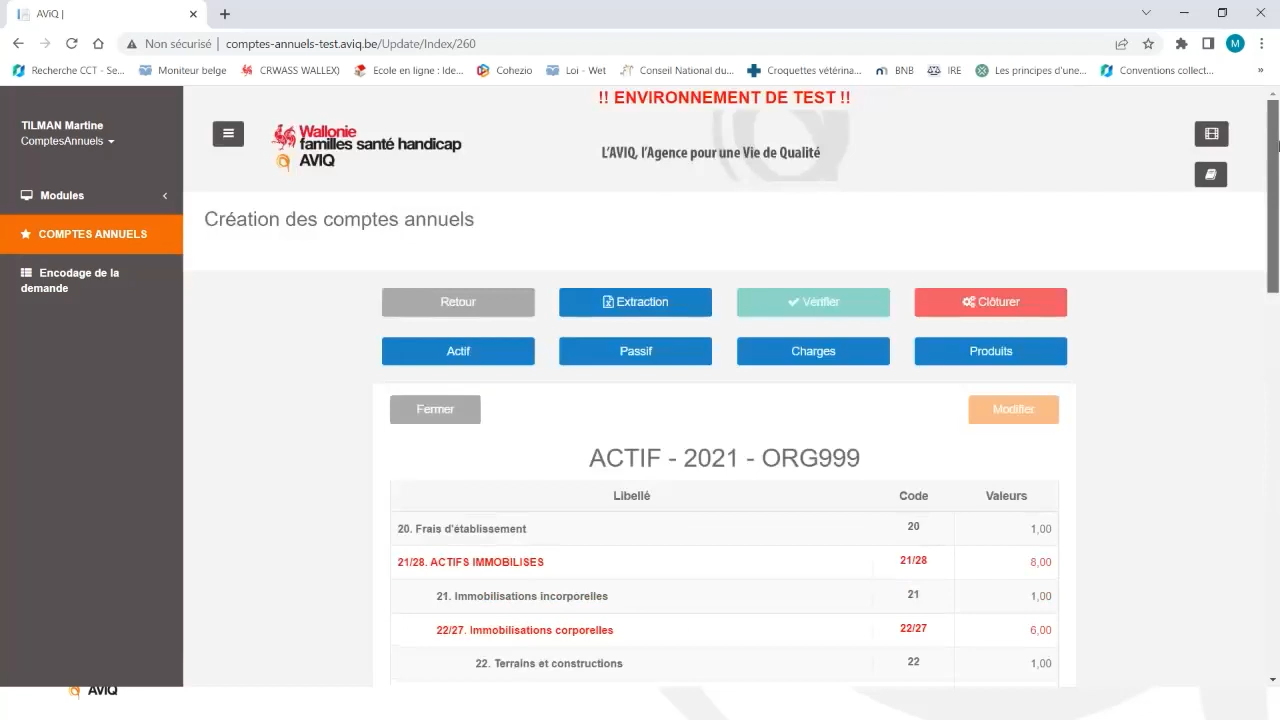 AViQ |
Non sécurisé
comptes-annuels-test.aviq.be/Update/Index/260
M
Recherche CCT - Se...
Moniteur belge
CRWASS WALLEX)
Ecole en ligne : Ide...
Cohezio
Loi - Wet
Conseil National du...
Croquettes vétérina...
BNB
IRE
Les principes d'une...
Conventions collect...
»
!! ENVIRONNEMENT DE TEST !!
TILMAN Martine
ComptesAnnuels
Wallonie
familles santé handicap
AVIQ
L'AVIQ, l'Agence pour une Vie de Qualité
Modules
COMPTES ANNUELS
Encodage de la
demande
Création des comptes annuels
Retour
Extraction
Vérifier
Clôturer
Actif
Passif
Charges
Produits
Fermer
Modifier
ACTIF - 2021 - ORG999
Libellé Code Valeurs
20. Frais d'établissement 20 1,00
21/28. ACTIFS IMMOBILISES 21/28 8,00
21. Immobilisations incorporelles 21 1,00
22/27. Immobilisations corporelles 22/27 6,00
22. Terrains et constructions 22 1,00
AVIQ